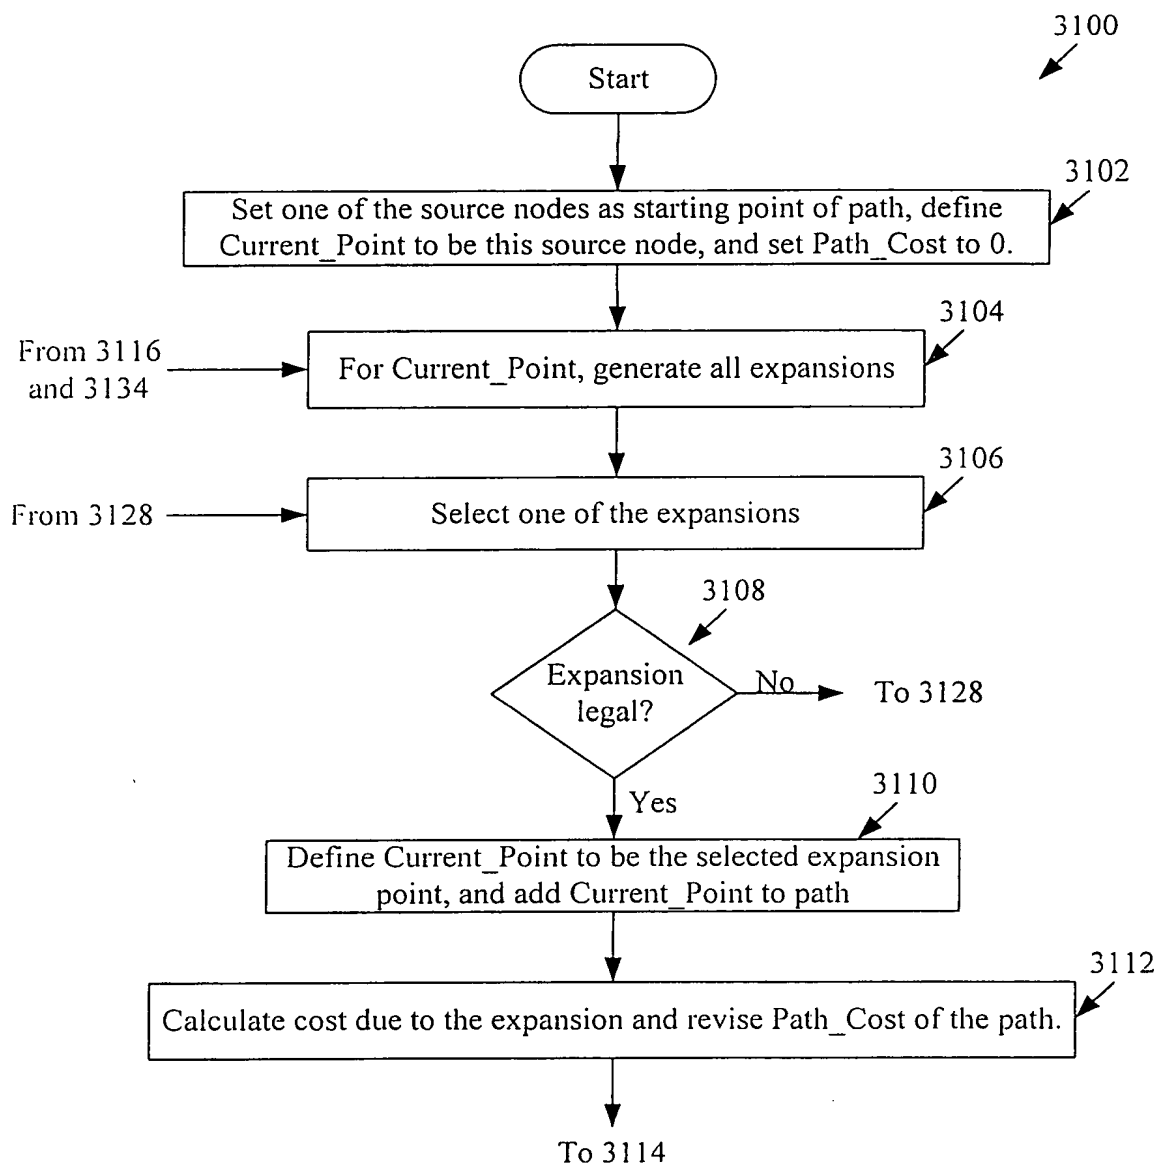 3100
Start
3102
Set one of the source nodes as starting point of path, define
Current_Point to be this source node, and set Path_Cost to 0.
3104
From 3116
and 3134
For Current_Point, generate all expansions
3106
From 3128
Select one of the expansions
3108
Expansion
legal?
No
To 3128
Yes
3110
Define Current_Point to be the selected expansion
point, and add Current_Point to path
3112
Calculate cost due to the expansion and revise Path_Cost of the path.
To 3114